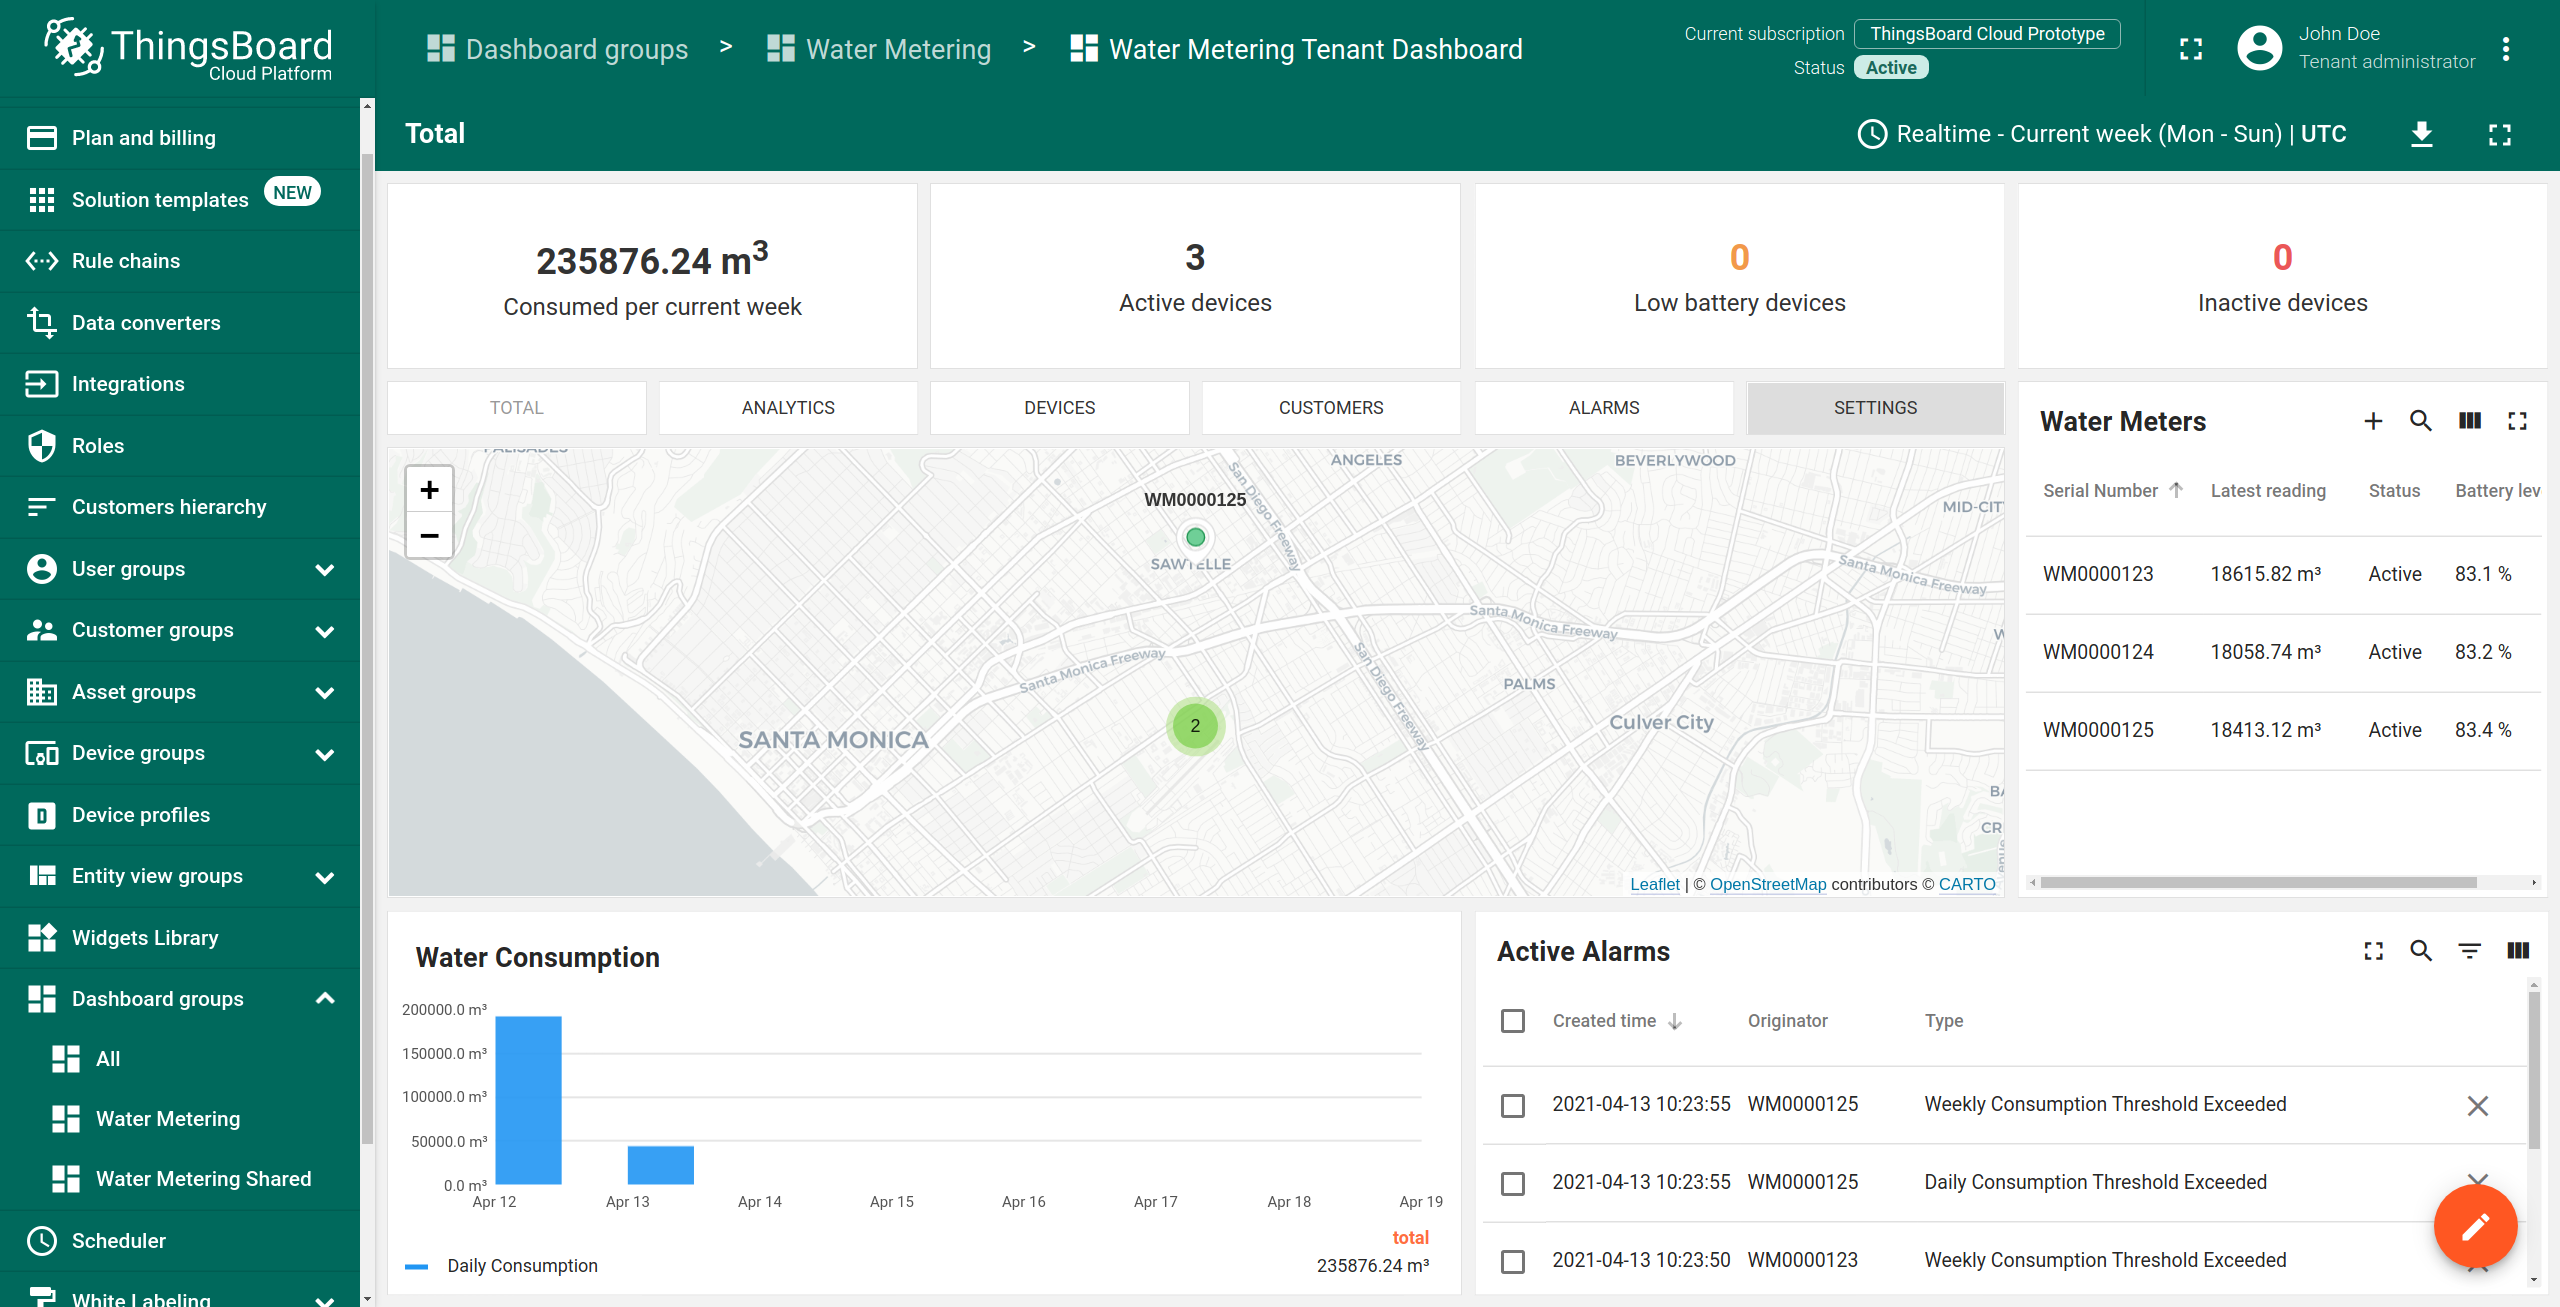 ThingsBoard
Cloud Platform
Dashboard groups > Water Metering > Water Metering Tenant Dashboard
Current subscription ThingsBoard Cloud Prototype
Status Active
John Doe
Tenant administrator
Total
Realtime - Current week (Mon - Sun) | UTC
Plan and billing
Solution templates NEW
Rule chains
Data converters
Integrations
Roles
Customers hierarchy
User groups
Customer groups
Asset groups
Device groups
Device profiles
Entity view groups
Widgets Library
Dashboard groups
All
Water Metering
Water Metering Shared
Scheduler
White Labeling
235876.24 m³
Consumed per current week
3
Active devices
0
Low battery devices
0
Inactive devices
TOTAL
ANALYTICS
DEVICES
CUSTOMERS
ALARMS
SETTINGS
+
−
PALISADES
ANGELES
BEVERLYWOOD
MID-CIT
WM0000125
SAWTELLE
San Diego Freeway
Santa Monica Freeway
Santa Monica Freeway
Santa Monica Freeway
San Diego Freeway
PALMS
Culver City
SANTA MONICA
2
W
BA
CR
Leaflet | © OpenStreetMap contributors © CARTO
Water Meters
Serial Number Latest reading Status Battery lev
WM0000123 18615.82 m³ Active 83.1 %
WM0000124 18058.74 m³ Active 83.2 %
WM0000125 18413.12 m³ Active 83.4 %
Water Consumption
200000.0 m³
150000.0 m³
100000.0 m³
50000.0 m³
0.0 m³
Apr 12 Apr 13 Apr 14 Apr 15 Apr 16 Apr 17 Apr 18 Apr 19
total
Daily Consumption 235876.24 m³
Active Alarms
Created time Originator Type
2021-04-13 10:23:55 WM0000125 Weekly Consumption Threshold Exceeded
2021-04-13 10:23:55 WM0000125 Daily Consumption Threshold Exceeded
2021-04-13 10:23:50 WM0000123 Weekly Consumption Threshold Exceeded